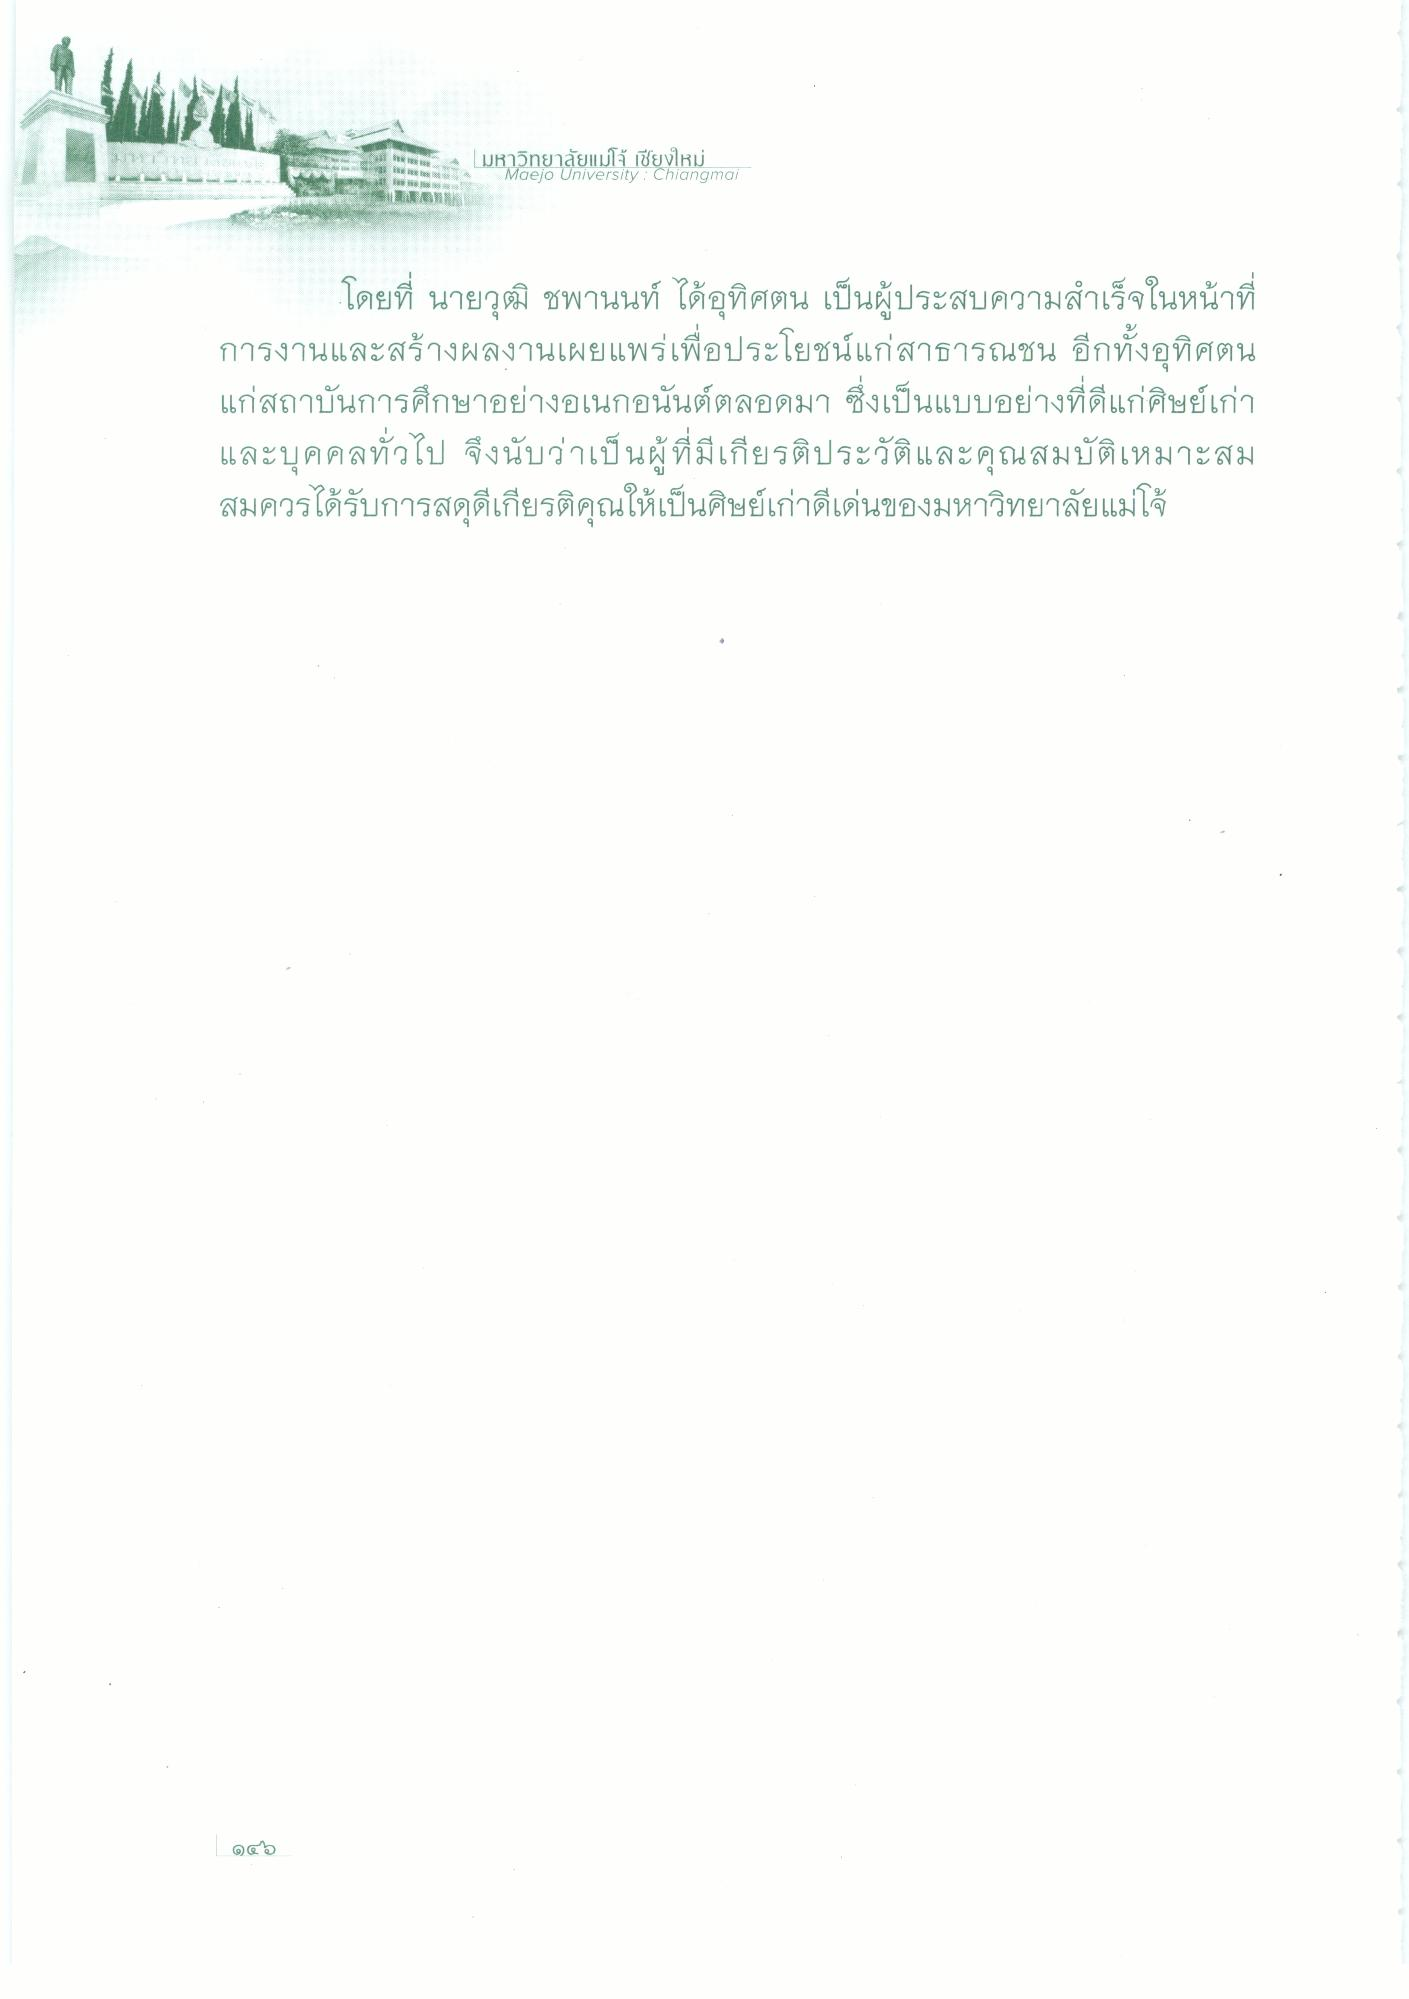 มหาวิทยาลัยแม่โจ้ เชียงใหม่
Maejo University : Chiangmai
โดยที่ นายวุฒิ ชพานนท์ ได้อุทิศตน เป็นผู้ประสบความสำเร็จในหน้าที่
การงานและสร้างผลงานเผยแพร่เพื่อประโยชน์แก่สาธารณชน อีกทั้งอุทิศตน
แก่สถาบันการศึกษาอย่างอเนกอนันต์ตลอดมา ซึ่งเป็นแบบอย่างที่ดีแก่ศิษย์เก่า
และบุคคลทั่วไป จึงนับว่าเป็นผู้ที่มีเกียรติประวัติและคุณสมบัติเหมาะสม
สมควรได้รับการสดุดีเกียรติคุณให้เป็นศิษย์เก่าดีเด่นของมหาวิทยาลัยแม่โจ้
๑๔๖